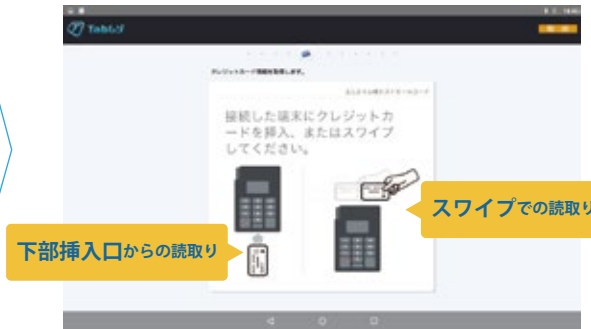 Tabレジ
クレジットカード情報を取得します。
接続した端末にクレジットカ
ードを挿入、またはスワイプ
してください。
スワイプでの読取り
下部挿入口からの読取り